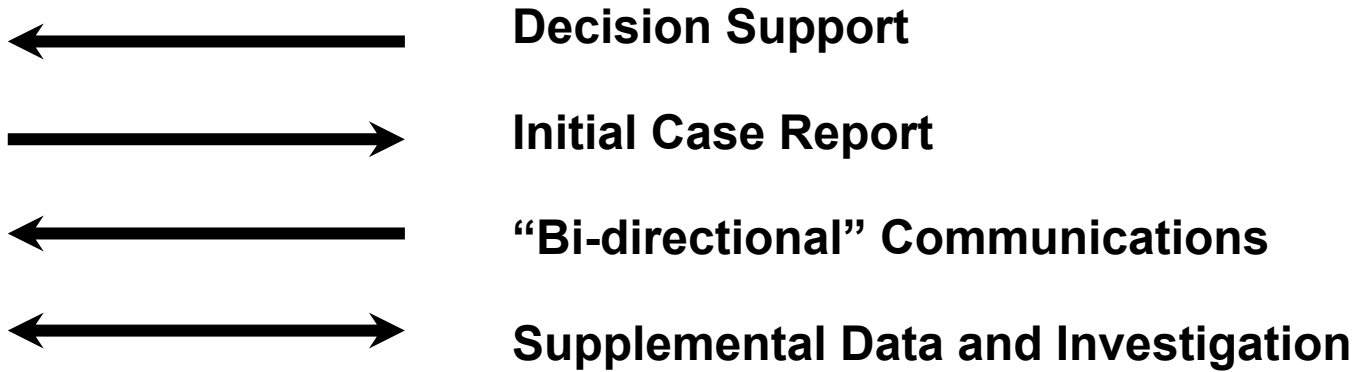 Decision Support
Initial Case Report
“Bi-directional” Communications
Supplemental Data and Investigation